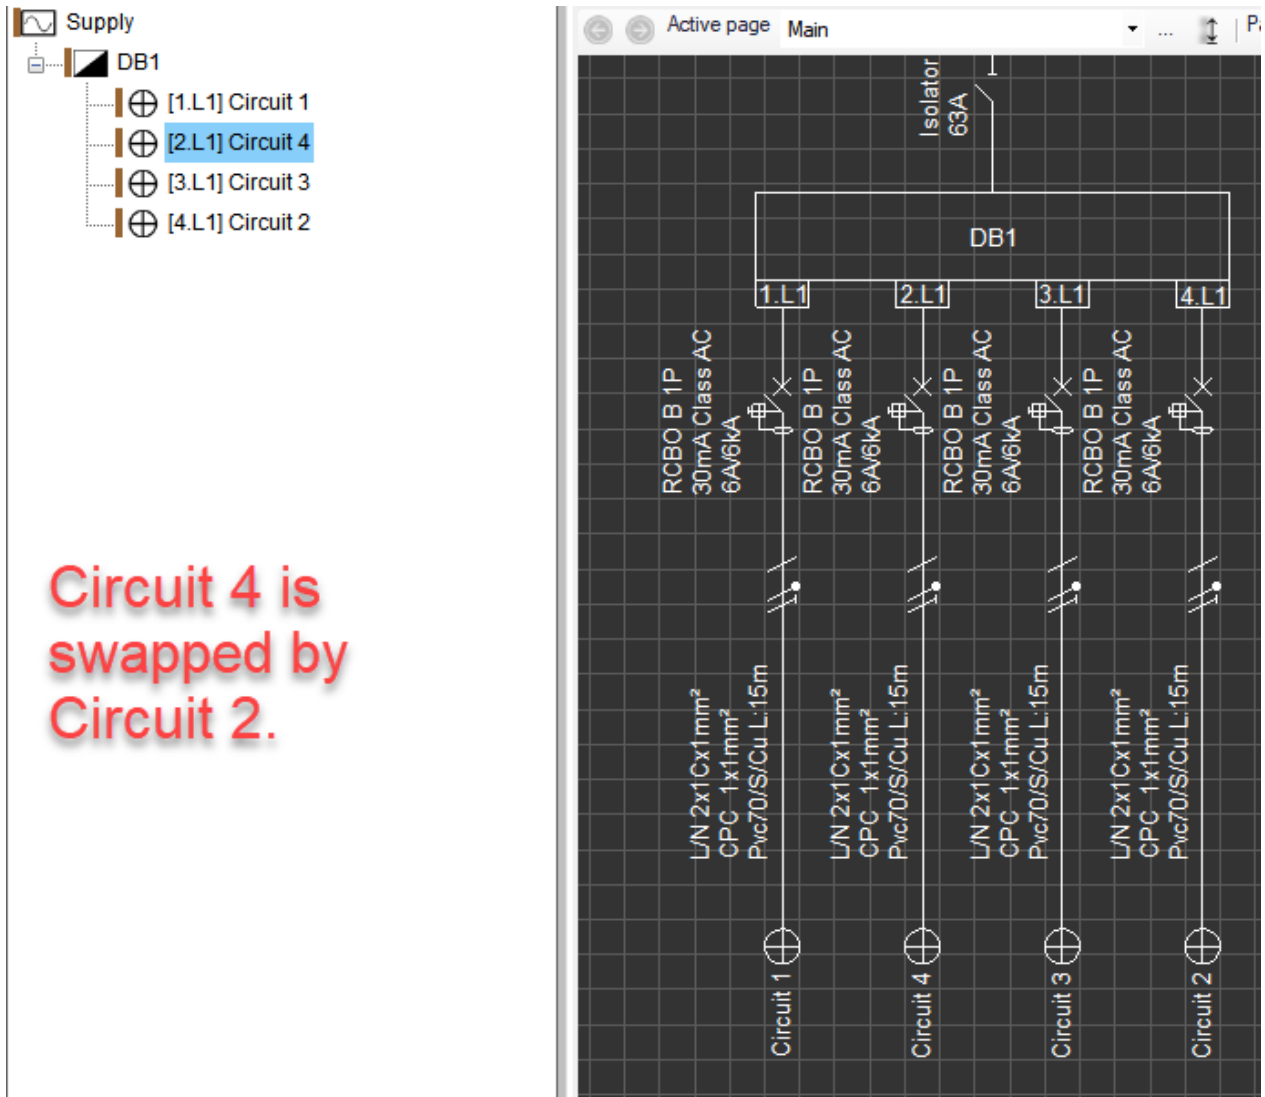 Supply
DB1
[1.L1] Circuit 1
[2.L1] Circuit 4
[3.L1] Circuit 3
[4.L1] Circuit 2
Circuit 4 is
swapped by
Circuit 2.
Active page
Main
...
Isolator
63A
DB1
1.L1
2.L1
3.L1
4.L1
RCBO B 1P
30mA Class AC
6A/6kA
RCBO B 1P
30mA Class AC
6A/6kA
RCBO B 1P
30mA Class AC
6A/6kA
RCBO B 1P
30mA Class AC
6A/6kA
L/N 2x1Cx1mm²
CPC 1x1mm²
Pvc70/S/Cu L:15m
L/N 2x1Cx1mm²
CPC 1x1mm²
Pvc70/S/Cu L:15m
L/N 2x1Cx1mm²
CPC 1x1mm²
Pvc70/S/Cu L:15m
L/N 2x1Cx1mm²
CPC 1x1mm²
Pvc70/S/Cu L:15m
Circuit 1
Circuit 4
Circuit 3
Circuit 2